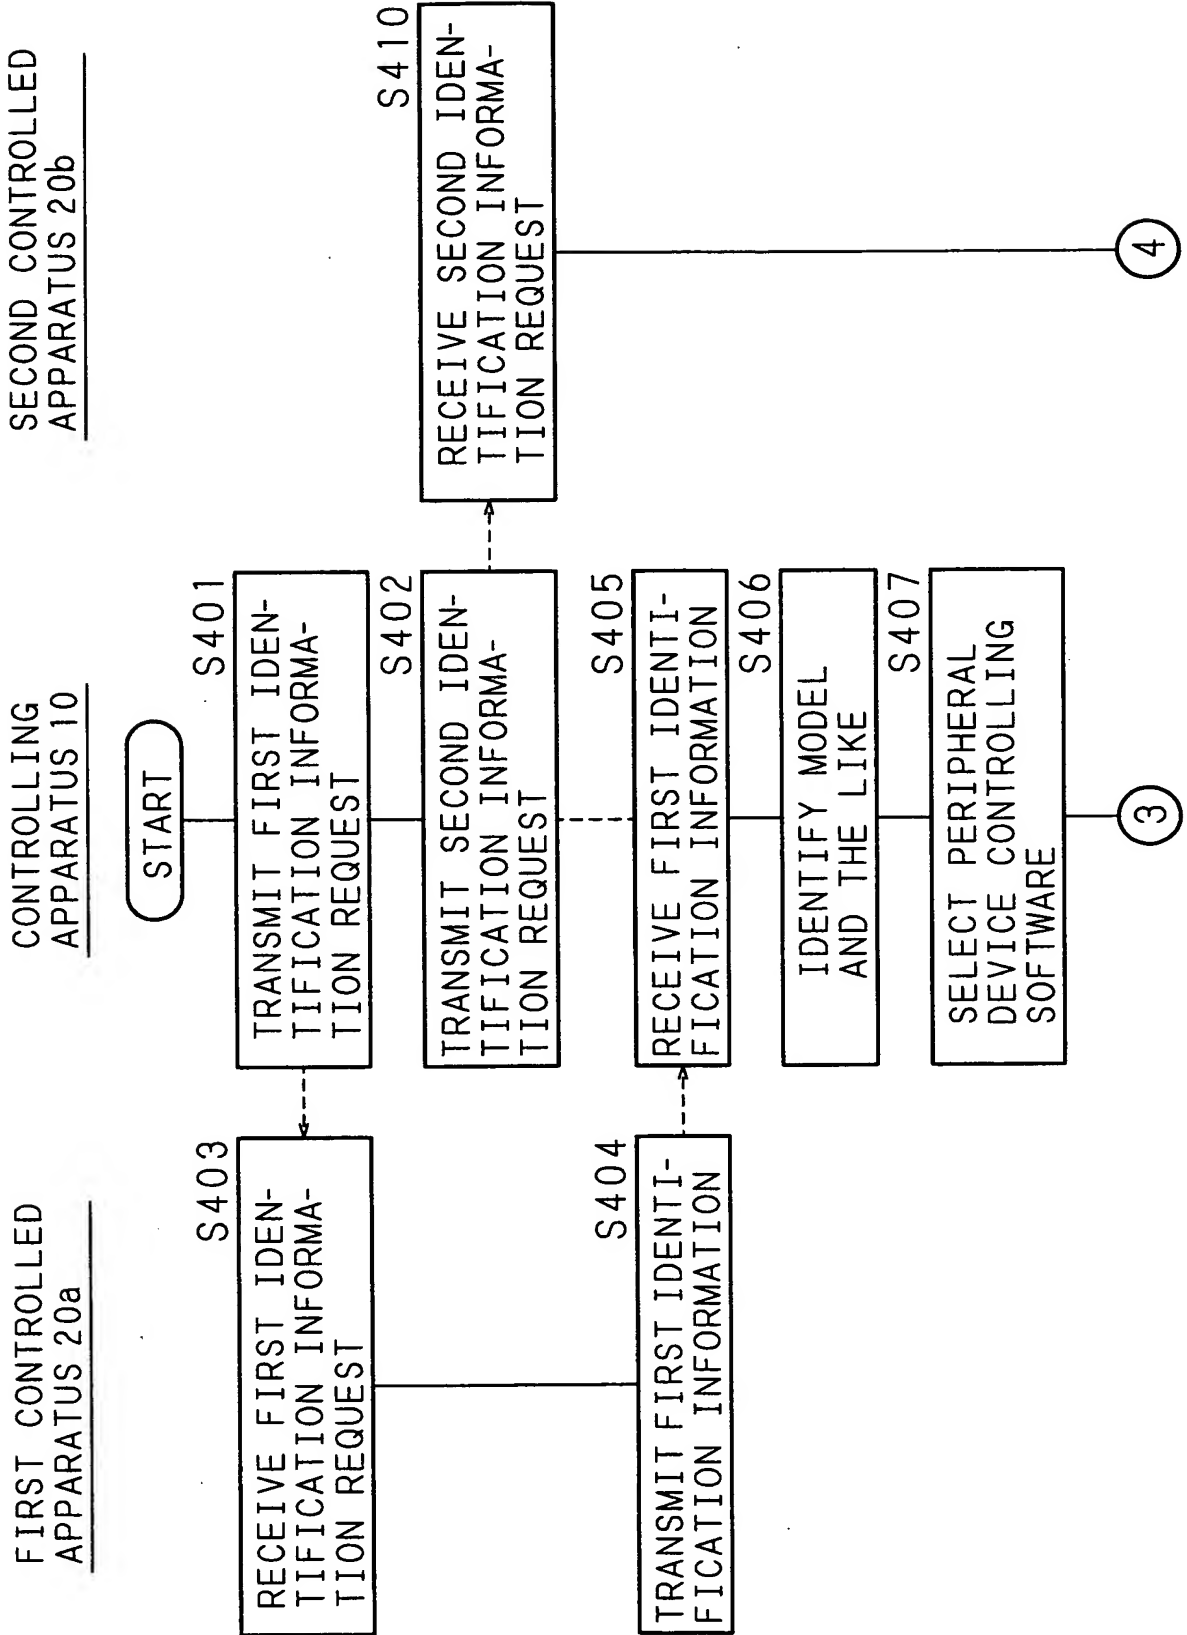 FIRST CONTROLLED
APPARATUS 20a
CONTROLLING
APPARATUS 10
SECOND CONTROLLED
APPARATUS 20b
START
S401
TRANSMIT FIRST IDEN-
TIFICATION INFORMA-
TION REQUEST
S403
RECEIVE FIRST IDEN-
TIFICATION INFORMA-
TION REQUEST
S402
TRANSMIT SECOND IDEN-
TIFICATION INFORMA-
TION REQUEST
S410
RECEIVE SECOND IDEN-
TIFICATION INFORMA-
TION REQUEST
S404
TRANSMIT FIRST IDENTI-
FICATION INFORMATION
S405
RECEIVE FIRST IDENTI-
FICATION INFORMATION
S406
IDENTIFY MODEL
AND THE LIKE
S407
SELECT PERIPHERAL
DEVICE CONTROLLING
SOFTWARE
3
4